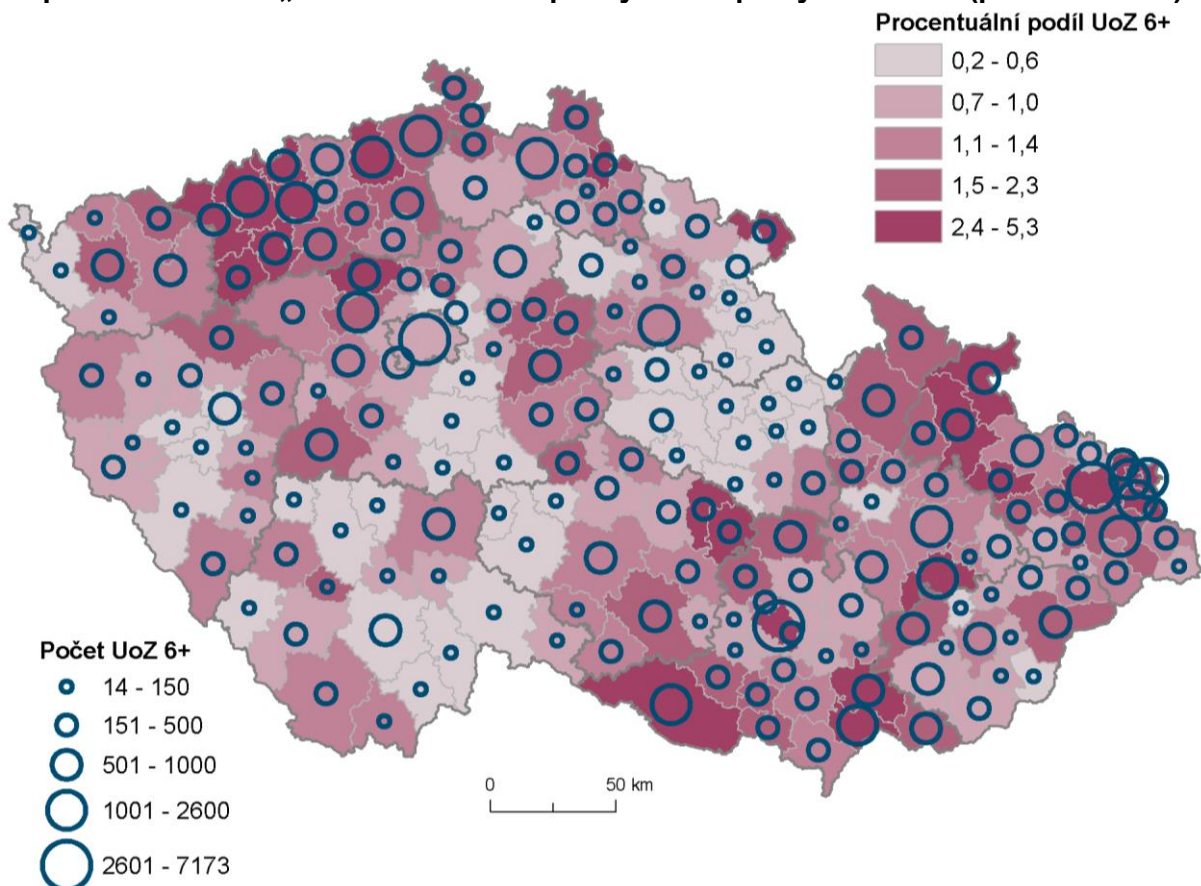 Procentuální podíl UoZ 6+
0,2 - 0,6
0,7 - 1,0
1,1 - 1,4
1,5 - 2,3
2,4 - 5,3
Počet UoZ 6+
14 - 150
151 - 500
501 - 1000
1001 - 2600
2601 - 7173
0 50 km